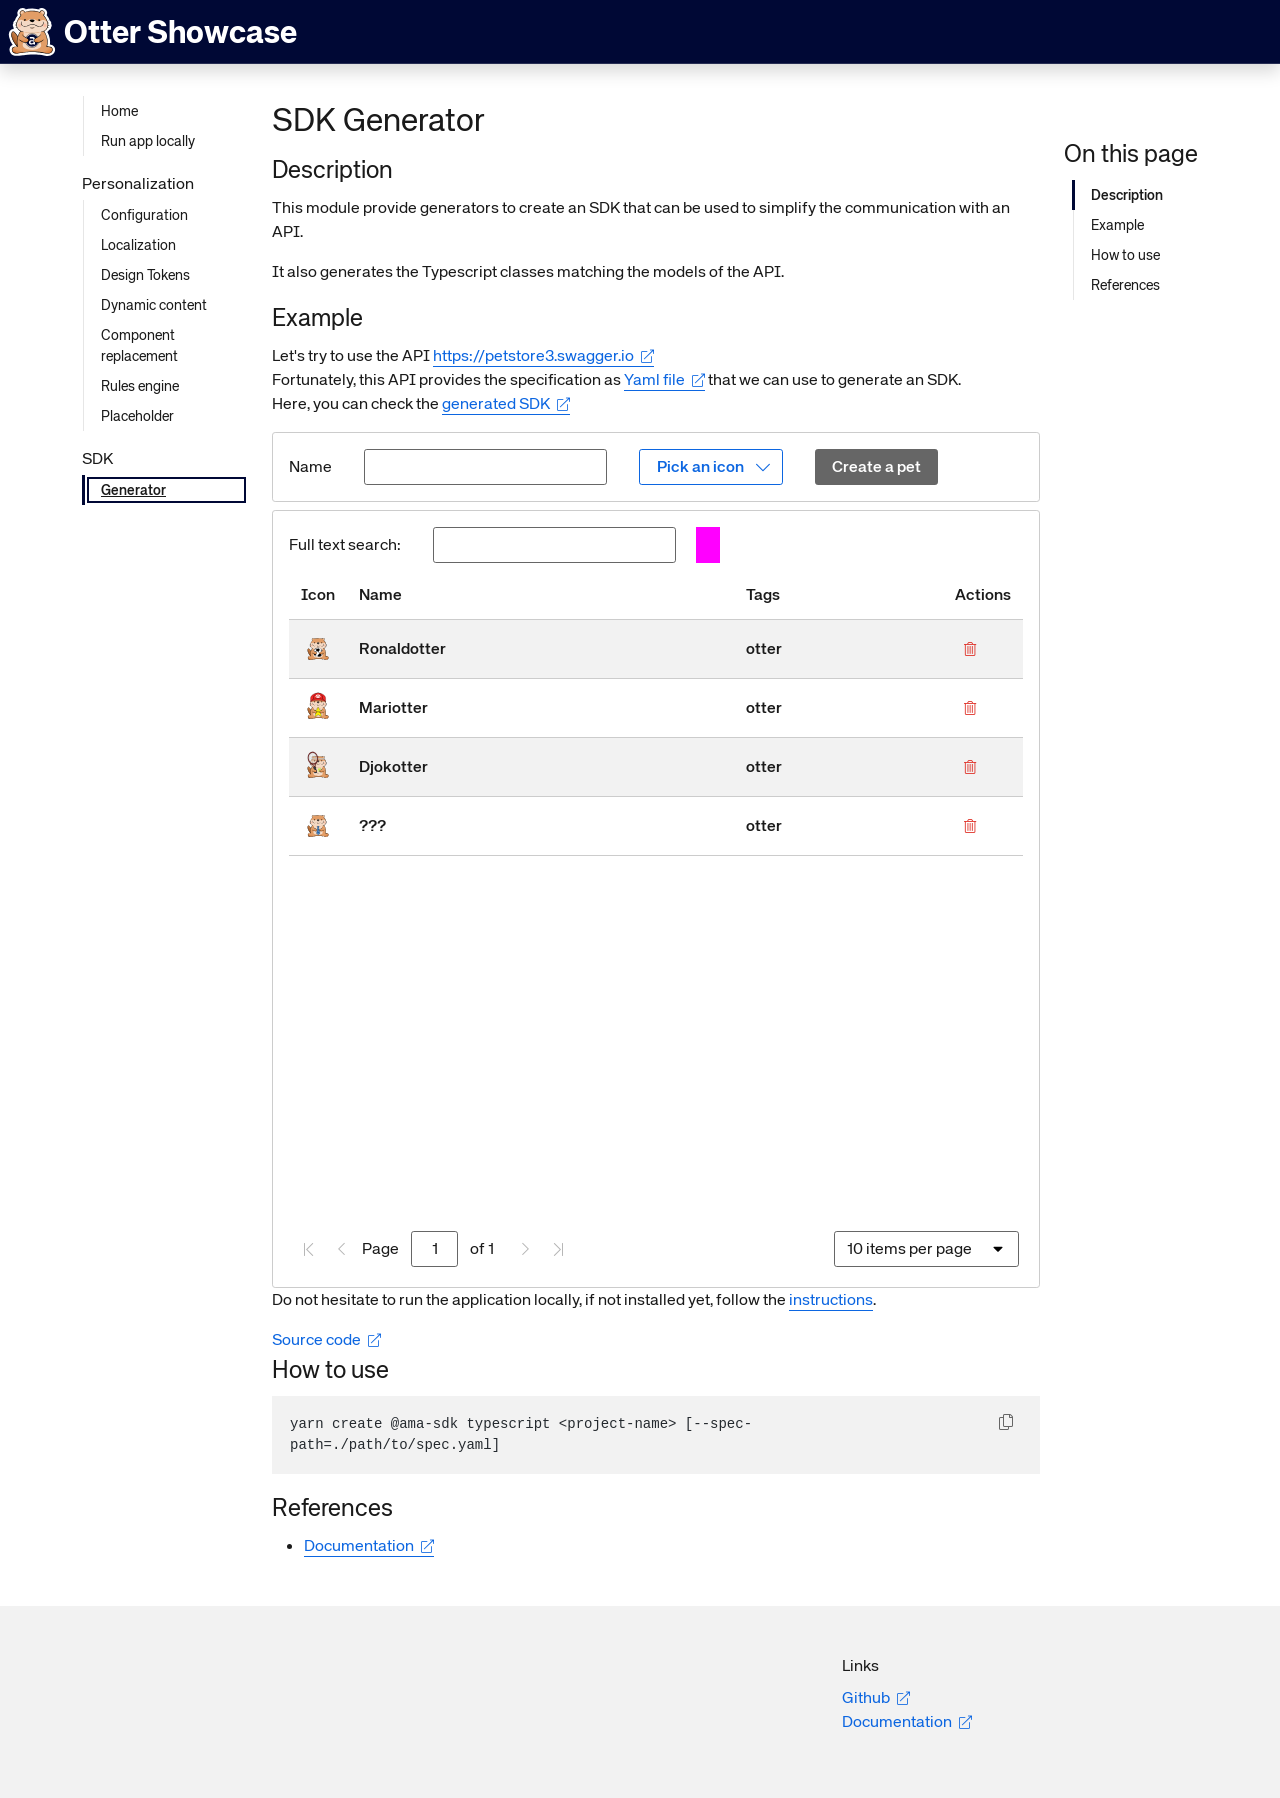 Otter Showcase
Home
Run app locally
Personalization
Configuration
Localization
Design Tokens
Dynamic content
Component
replacement
Rules engine
Placeholder
SDK
Generator
SDK Generator
Description
This module provide generators to create an SDK that can be used to simplify the communication with an
API.
It also generates the Typescript classes matching the models of the API.
Example
Let's try to use the API https://petstore3.swagger.io
Fortunately, this API provides the specification as Yaml file that we can use to generate an SDK.
Here, you can check the generated SDK
Name Pick an icon Create a pet
Full text search:
Icon Name Tags Actions
Ronaldotter otter
Mariotter otter
Djokotter otter
??? otter
Page 1 of 1 10 items per page
Do not hesitate to run the application locally, if not installed yet, follow the instructions.
Source code
How to use
yarn create @ama-sdk typescript <project-name> [--spec-
path=./path/to/spec.yaml]
References
Documentation
On this page
Description
Example
How to use
References
Links
Github
Documentation